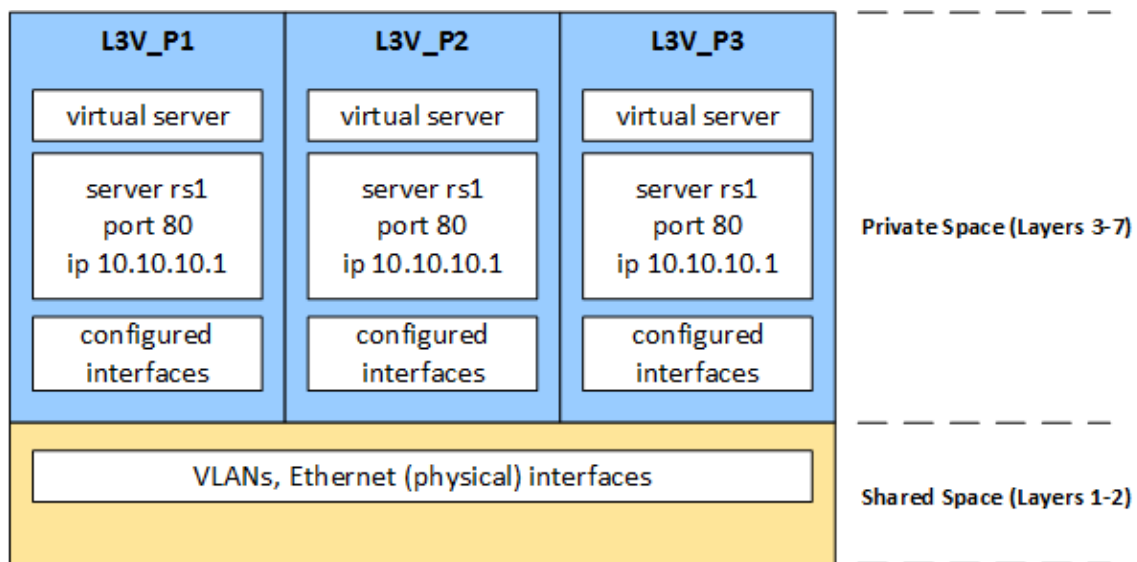 L3V_P1
virtual server
server rs1
port 80
ip 10.10.10.1
configured
interfaces
L3V_P2
virtual server
server rs1
port 80
ip 10.10.10.1
configured
interfaces
L3V_P3
virtual server
server rs1
port 80
ip 10.10.10.1
configured
interfaces
Private Space (Layers 3-7)
VLANs, Ethernet (physical) interfaces
Shared Space (Layers 1-2)